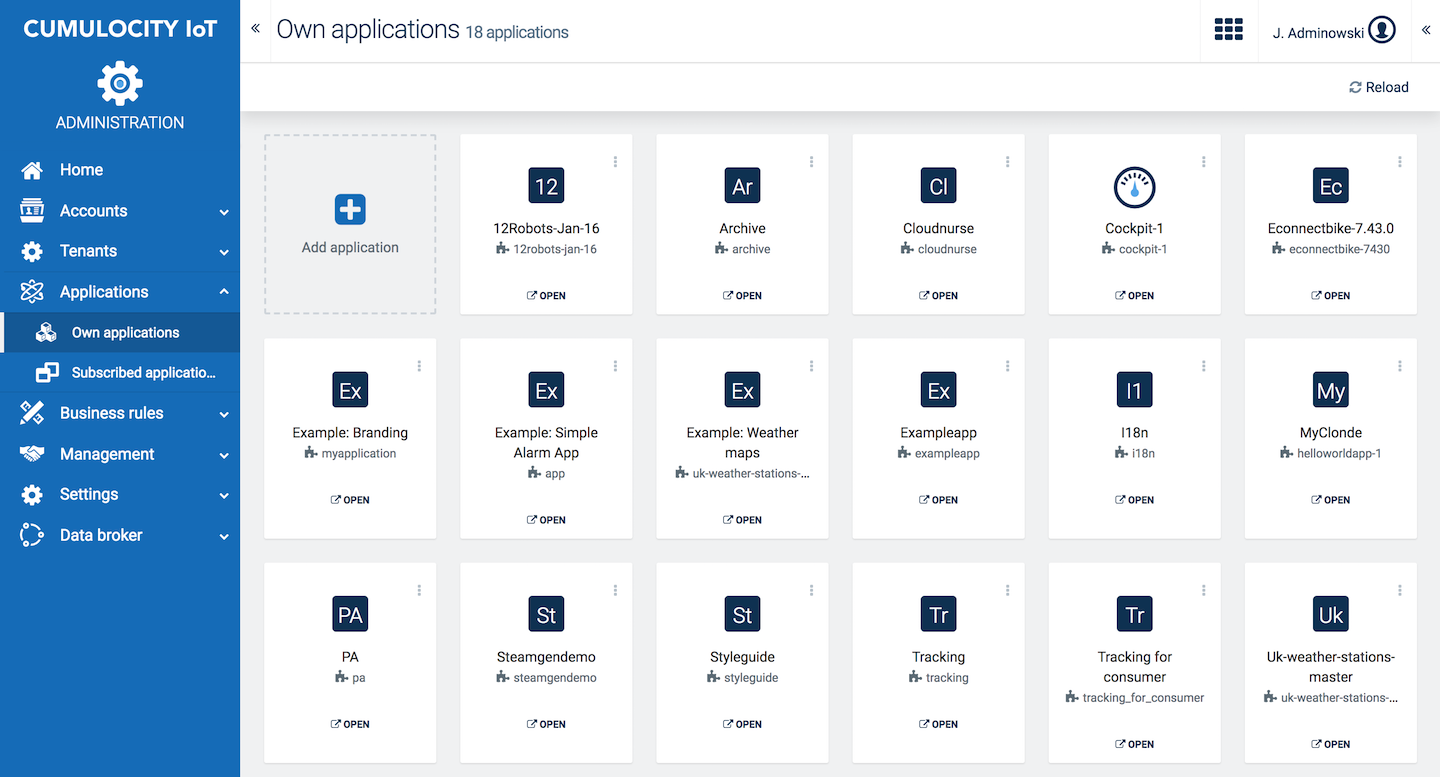 CUMULOCITY IoT
ADMINISTRATION
Home
Accounts
Tenants
Applications
Own applications
Subscribed applicatio...
Business rules
Management
Settings
Data broker
Own applications 18 applications
J. Adminowski
Reload
Add application
12
12Robots-Jan-16
12robots-jan-16
OPEN
Ar
Archive
archive
OPEN
Cl
Cloudnurse
cloudnurse
OPEN
Cockpit-1
cockpit-1
OPEN
Ec
Econnectbike-7.43.0
econnectbike-7430
OPEN
Ex
Example: Branding
myapplication
OPEN
Ex
Example: Simple
Alarm App
app
OPEN
Ex
Example: Weather
maps
uk-weather-stations-...
OPEN
Ex
Exampleapp
exampleapp
OPEN
I1
I18n
i18n
OPEN
My
MyClonde
helloworldapp-1
OPEN
PA
PA
pa
OPEN
St
Steamgendemo
steamgendemo
OPEN
St
Styleguide
styleguide
OPEN
Tr
Tracking
tracking
OPEN
Tr
Tracking for
consumer
tracking_for_consumer
OPEN
Uk
Uk-weather-stations-
master
uk-weather-stations-...
OPEN